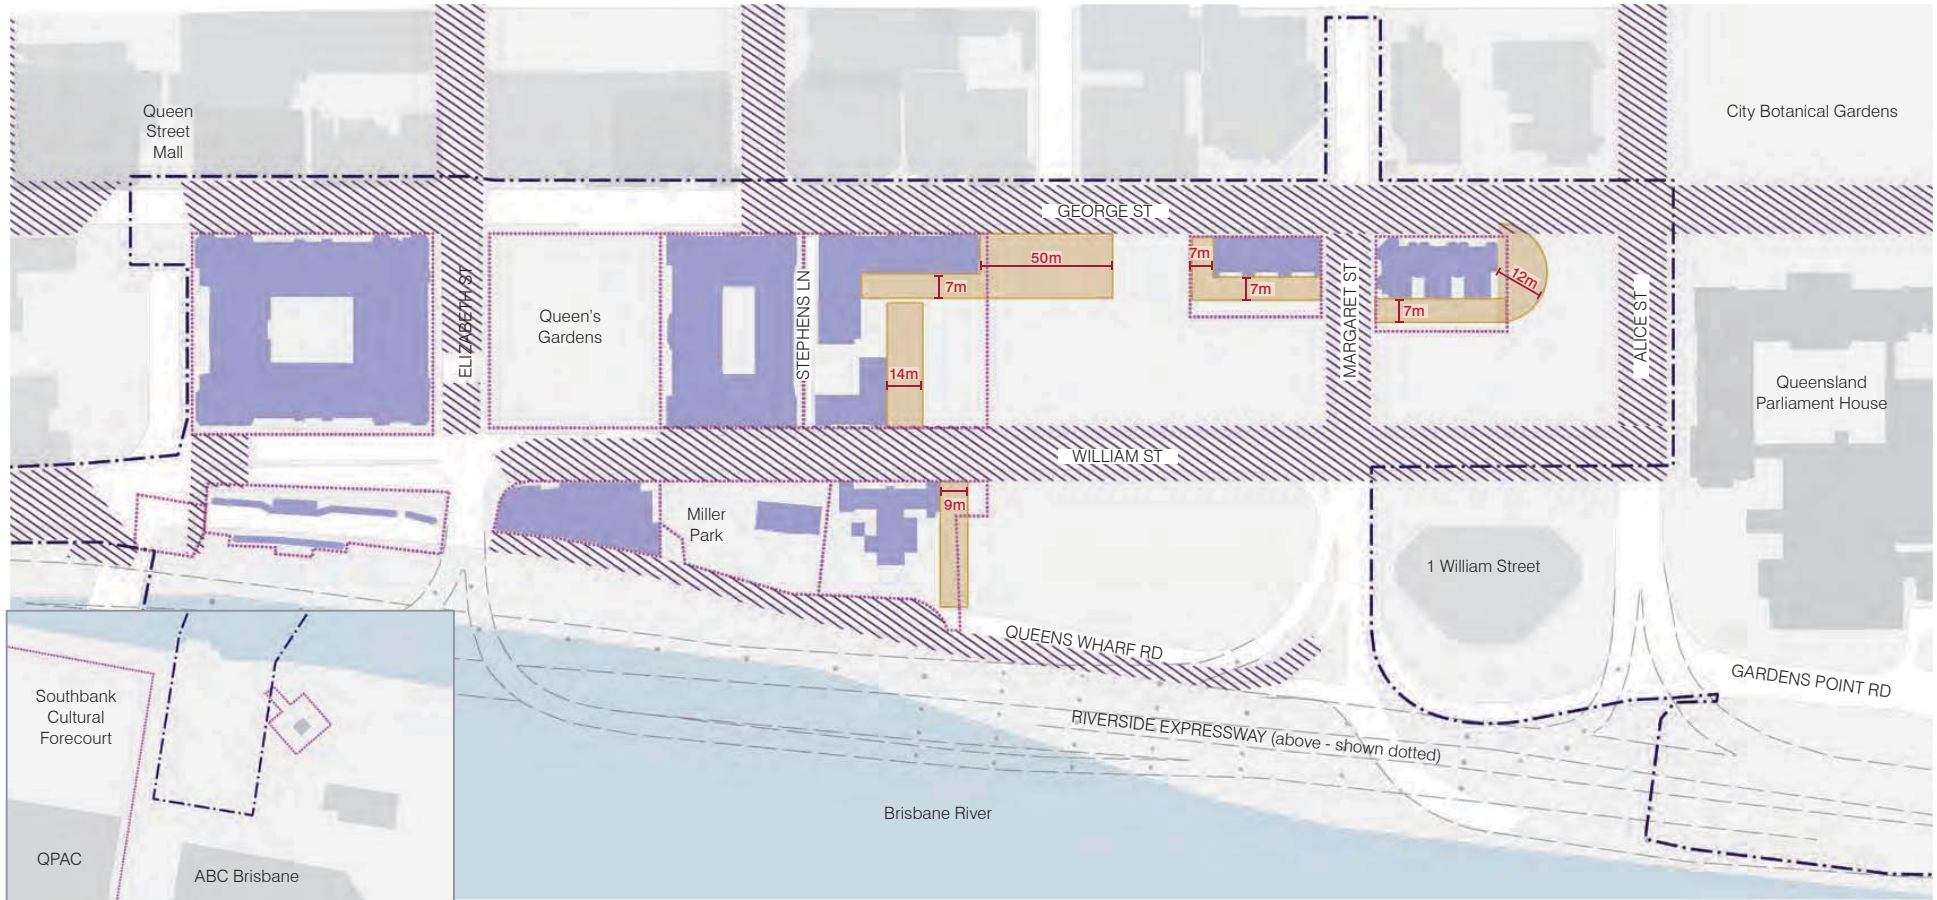 Queen
Street
Mall
City Botanical Gardens
GEORGE ST
ELIZABETH ST
Queen's
Gardens
STEPHENS LN
50m
7m
14m
7m
7m
MARGARET ST
12m
7m
ALICE ST
Queensland
Parliament House
WILLIAM ST
Miller
Park
9m
1 William Street
QUEENS WHARF RD
GARDENS POINT RD
RIVERSIDE EXPRESSWAY (above - shown dotted)
Brisbane River
Southbank
Cultural
Forecourt
QPAC
ABC Brisbane